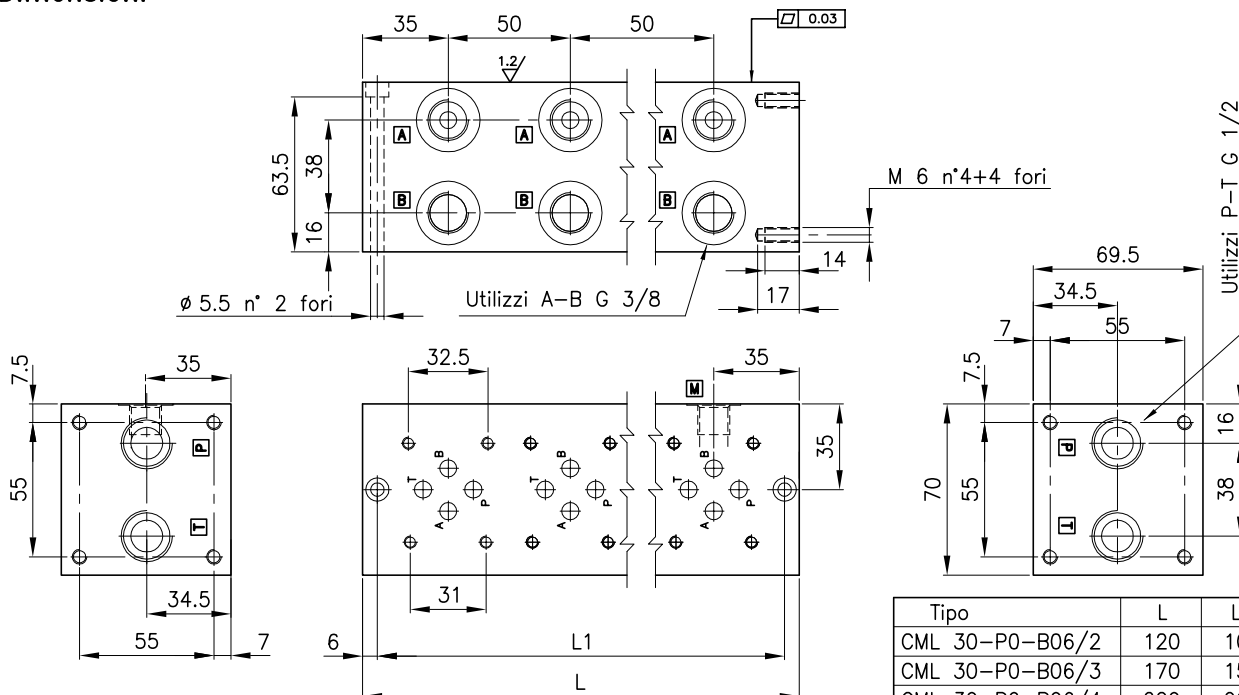 35
50
50
0.03
1.2/
63.5
38
16
A
A
A
B
B
B
M 6 n°4+4 fori
14
17
ø 5.5 n° 2 fori
Utilizzi A-B G 3/8
Utilizzi P-T G 1/2
7.5
35
55
P
T
34.5
55
7
32.5
35
M
35
B
T
P
A
B
T
P
A
B
T
P
A
31
6
L1
L
69.5
34.5
7
55
7.5
70
55
P
T
16
38
Tipo L
CML 30-P0-B06/2 120
CML 30-P0-B06/3 170